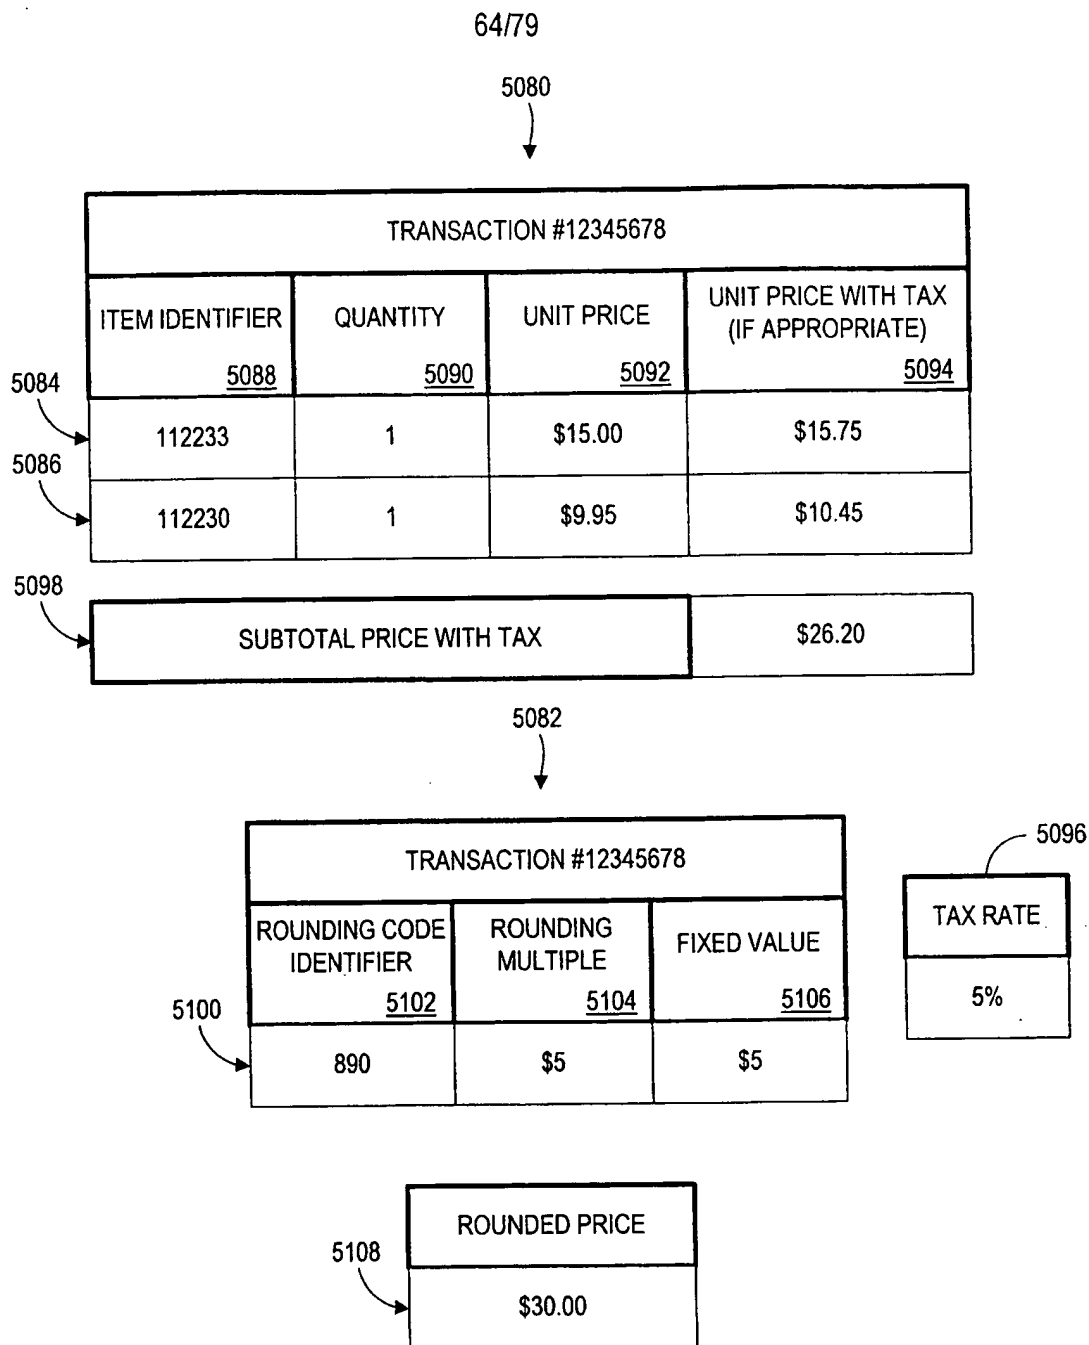 64/79
5080
TRANSACTION #12345678
ITEM IDENTIFIER
5088
QUANTITY
5090
UNIT PRICE
5092
UNIT PRICE WITH TAX
(IF APPROPRIATE)
5094
5084
112233
1
$15.00
$15.75
5086
112230
1
$9.95
$10.45
5098
SUBTOTAL PRICE WITH TAX
$26.20
5082
TRANSACTION #12345678
ROUNDING CODE
IDENTIFIER
5102
ROUNDING
MULTIPLE
5104
FIXED VALUE
5106
5100
890
$5
$5
5096
TAX RATE
5%
ROUNDED PRICE
5108
$30.00